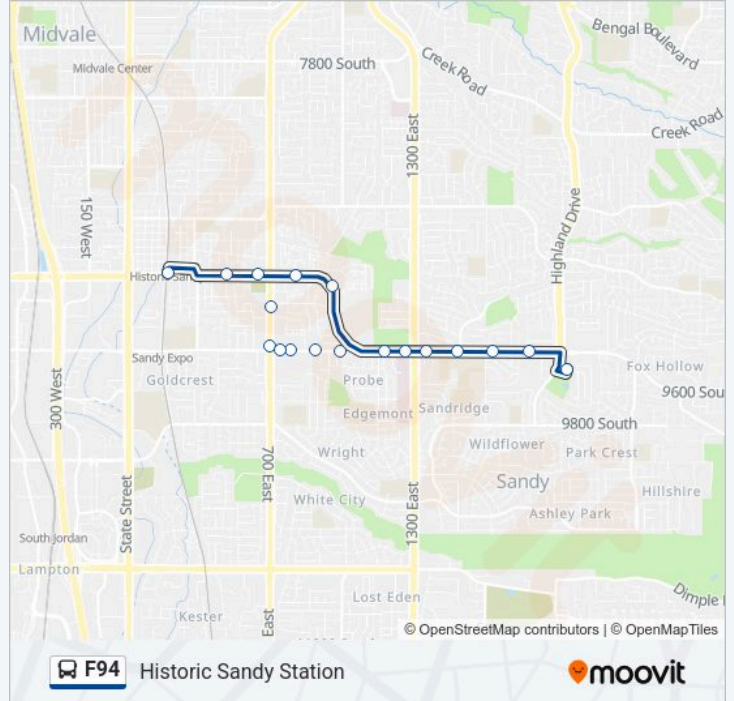 Midvale
Bengal Boulevard
Midvale Center
7800 South
Creek Road
Creek Road
1300 East
150 West
Highland Drive
Sandy Expo
Goldcrest
Probe
Fox Hollow
300 West
Edgemont
Sandridge
9800 South
Wright
Wildflower
Park Crest
700 East
Sandy
State Street
White City
1300 East
Hillshire
Ashley Park
South Jordan
Lampton
Lost Eden
Kester
East
© OpenStreetMap contributors | © OpenMapTiles
F94 Historic Sandy Station
moovit